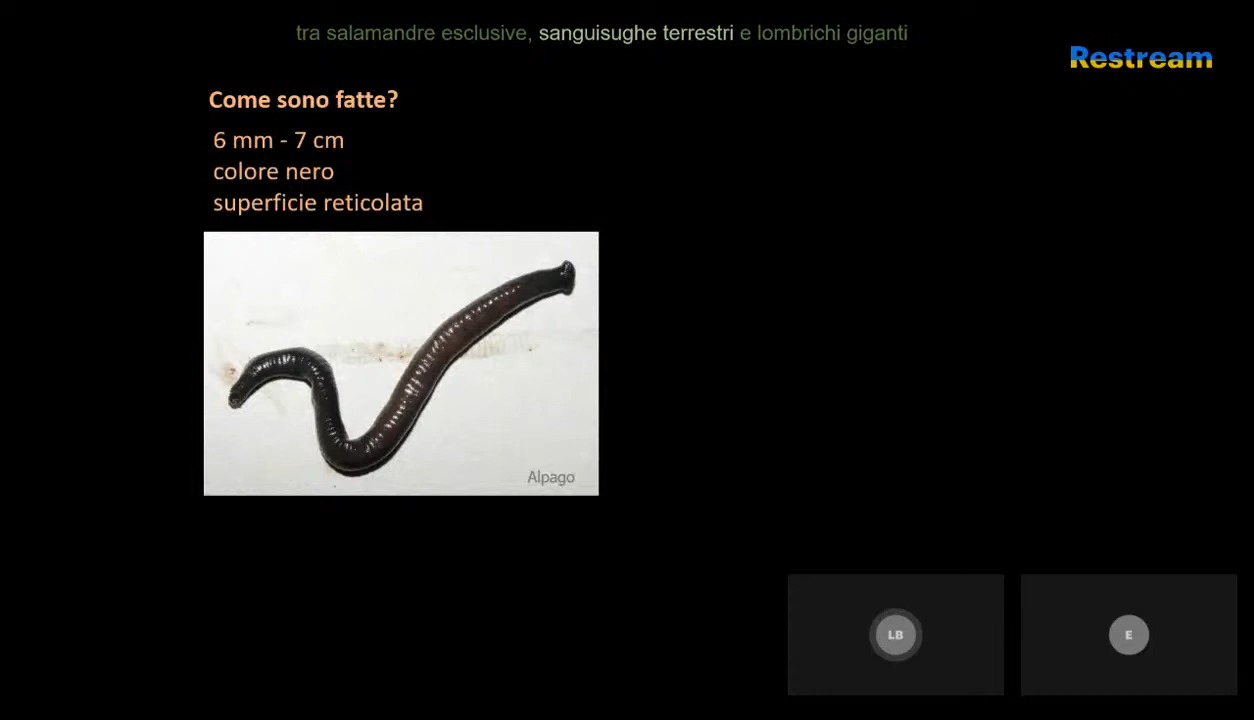 tra salamandre esclusive, sanguisughe terrestri e lombrichi giganti
Restream
Come sono fatte?
6 mm - 7 cm
colore nero
superficie reticolata
Alpago
LB
E